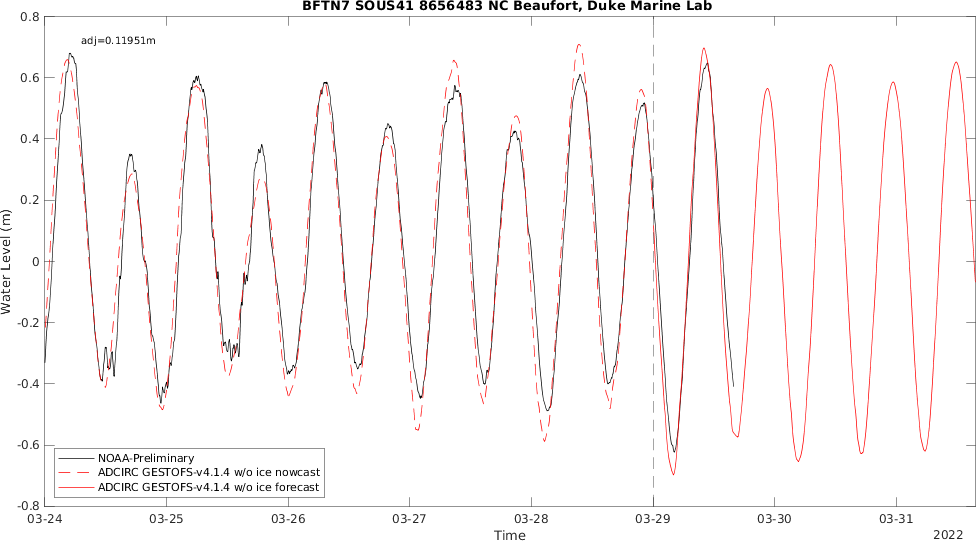 BFTN7 SOUS41 8656483 NC Beaufort, Duke Marine Lab
adj=0.11951m
Water Level (m)
0.8
0.6
0.4
0.2
0
-0.2
-0.4
-0.6
-0.8
NOAA-Preliminary
ADCIRC GESTOFS-v4.1.4 w/o ice nowcast
ADCIRC GESTOFS-v4.1.4 w/o ice forecast
03-24 03-25 03-26 03-27 03-28 03-29 03-30 03-31
Time
2022